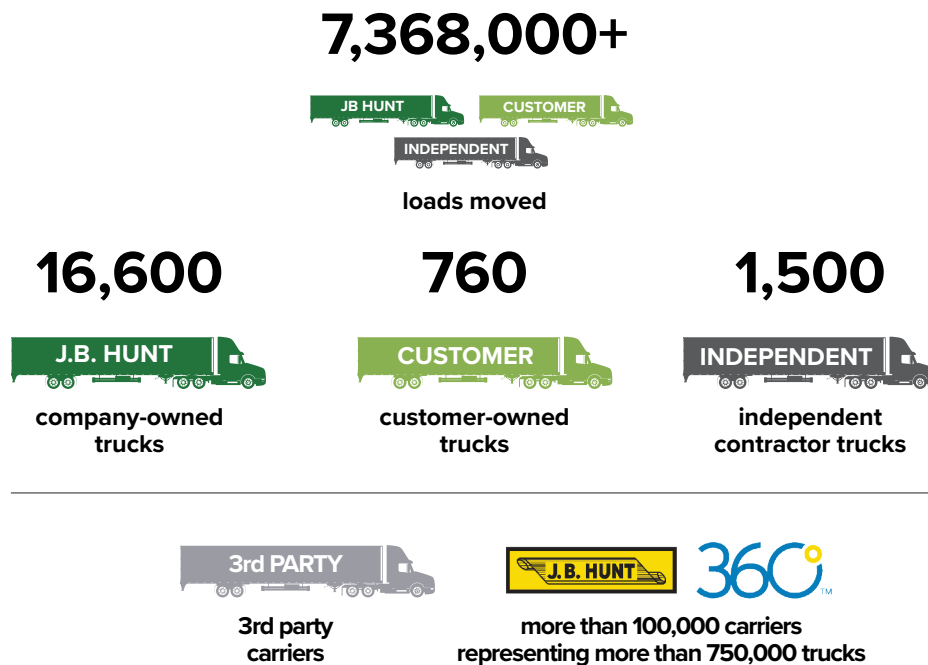 7,368,000+
JB HUNT
CUSTOMER
INDEPENDENT
loads moved
16,600
760
1,500
J.B. HUNT
CUSTOMER
INDEPENDENT
company-owned
trucks
customer-owned
trucks
independent
contractor trucks
3rd PARTY
J.B. HUNT
360°
TM
3rd party
carriers
more than 100,000 carriers
representing more than 750,000 trucks